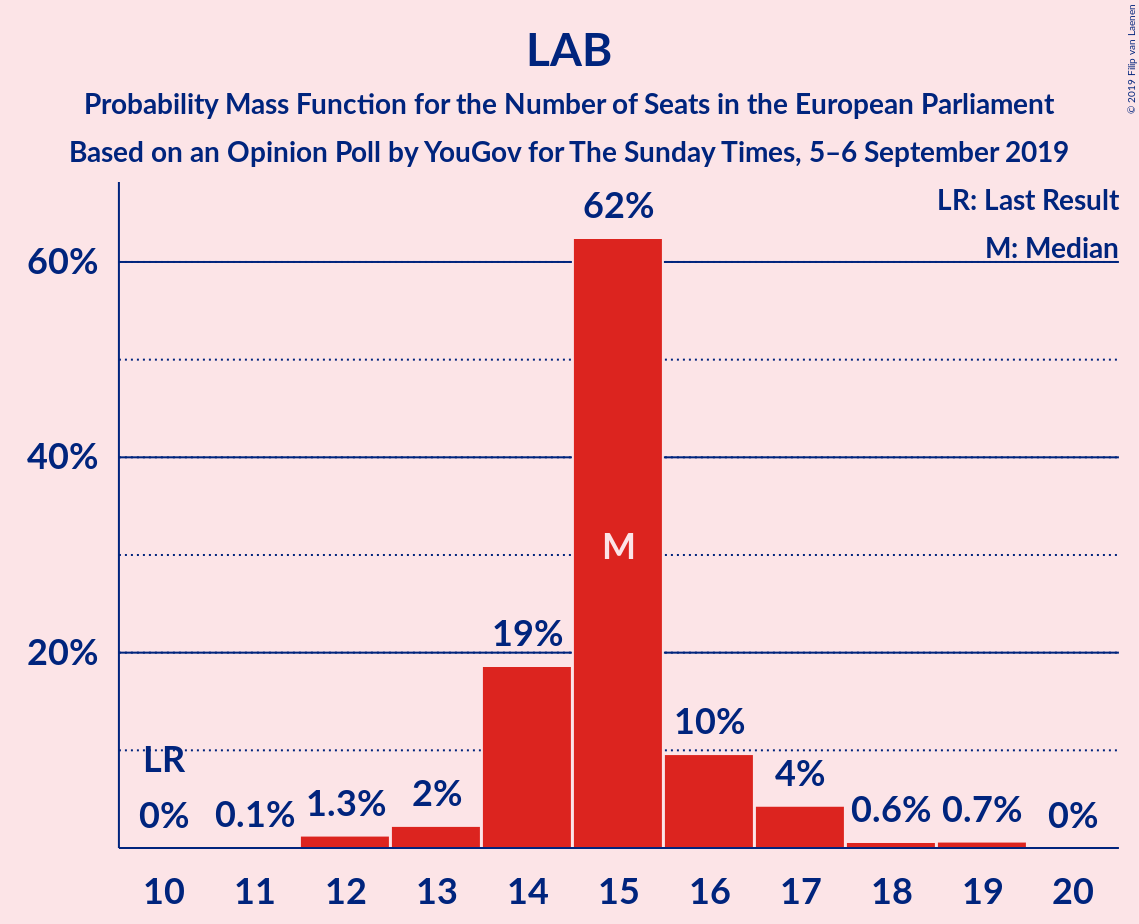 LAB
Probability Mass Function for the Number of Seats in the European Parliament
Based on an Opinion Poll by YouGov for The Sunday Times, 5–6 September 2019
© 2019 Filip van Laenen
LR: Last Result
M: Median
60%
40%
20%
LR
0%
0.1%
1.3%
2%
19%
62%
M
10%
4%
0.6%
0.7%
0%
10 11 12 13 14 15 16 17 18 19 20